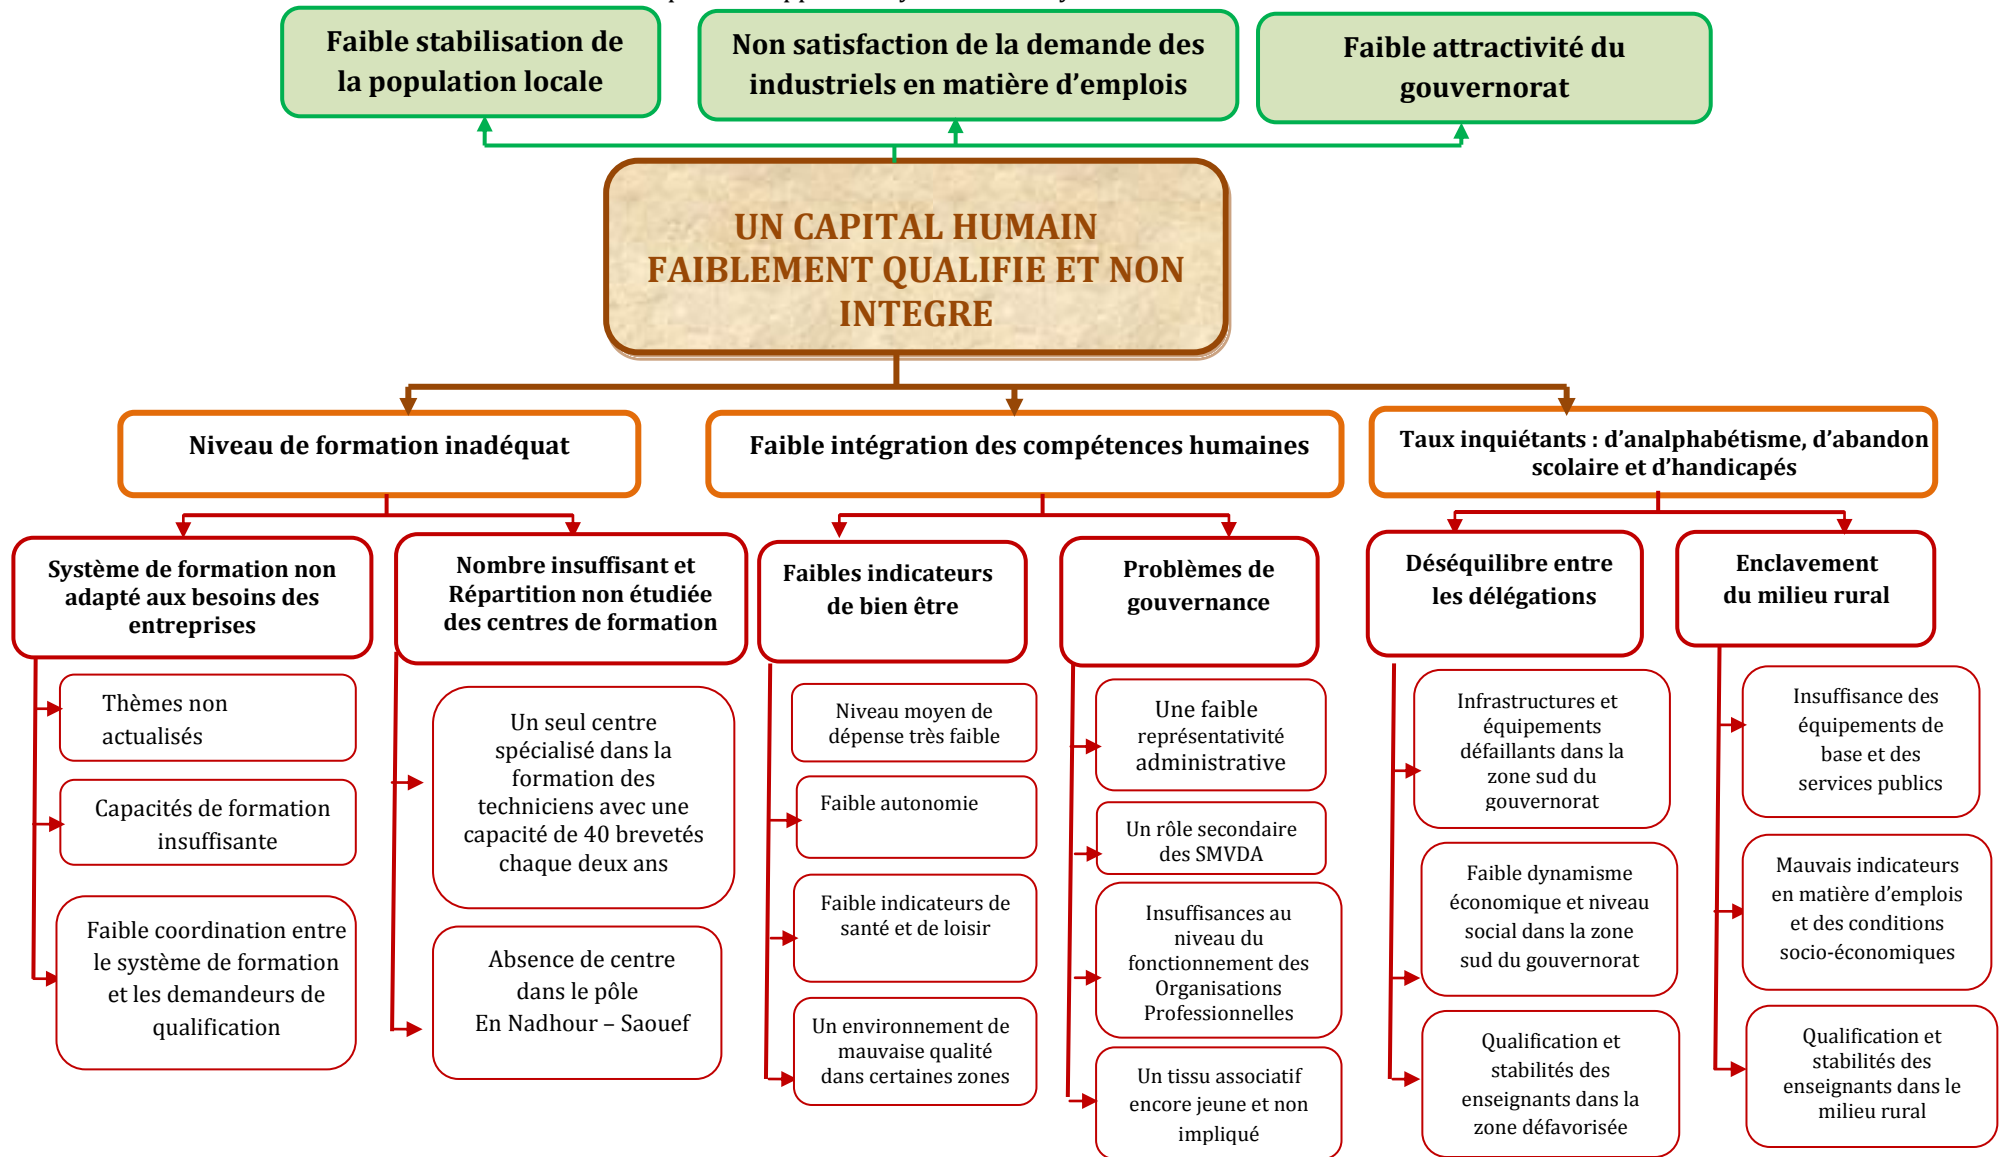 Faible stabilisation de
la population locale
Non satisfaction de la demande des
industriels en matière d'emplois
Faible attractivité du
gouvernorat
UN CAPITAL HUMAIN
FAIBLEMENT QUALIFIE ET NON
INTEGRE
Niveau de formation inadéquat
Faible intégration des compétences humaines
Taux inquiétants : d'analphabétisme, d'abandon
scolaire et d'handicapés
Système de formation non
adapté aux besoins des
entreprises
Nombre insuffisant et
Répartition non étudiée
des centres de formation
Faibles indicateurs
de bien être
Problèmes de
gouvernance
Déséquilibre entre
les délégations
Enclavement
du milieu rural
Thèmes non
actualisés
Capacités de formation
insuffisante
Faible coordination entre
le système de formation
et les demandeurs de
qualification
Un seul centre
spécialisé dans la
formation des
techniciens avec une
capacité de 40 brevetés
chaque deux ans
Absence de centre
dans le pôle
En Nadhour – Saouef
Niveau moyen de
dépense très faible
Faible autonomie
Faible indicateurs de
santé et de loisir
Un environnement de
mauvaise qualité
dans certaines zones
Une faible
représentativité
administrative
Un rôle secondaire
des SMVDA
Insuffisances au
niveau du
fonctionnement des
Organisations
Professionnelles
Un tissu associatif
encore jeune et non
impliqué
Infrastructures et
équipements
défaillants dans la
zone sud du
gouvernorat
Faible dynamisme
économique et niveau
social dans la zone
sud du gouvernorat
Qualification et
stabilités des
enseignants dans la
zone défavorisée
Insuffisance des
équipements de
base et des
services publics
Mauvais indicateurs
en matière d'emplois
et des conditions
socio-économiques
Qualification et
stabilités des
enseignants dans le
milieu rural